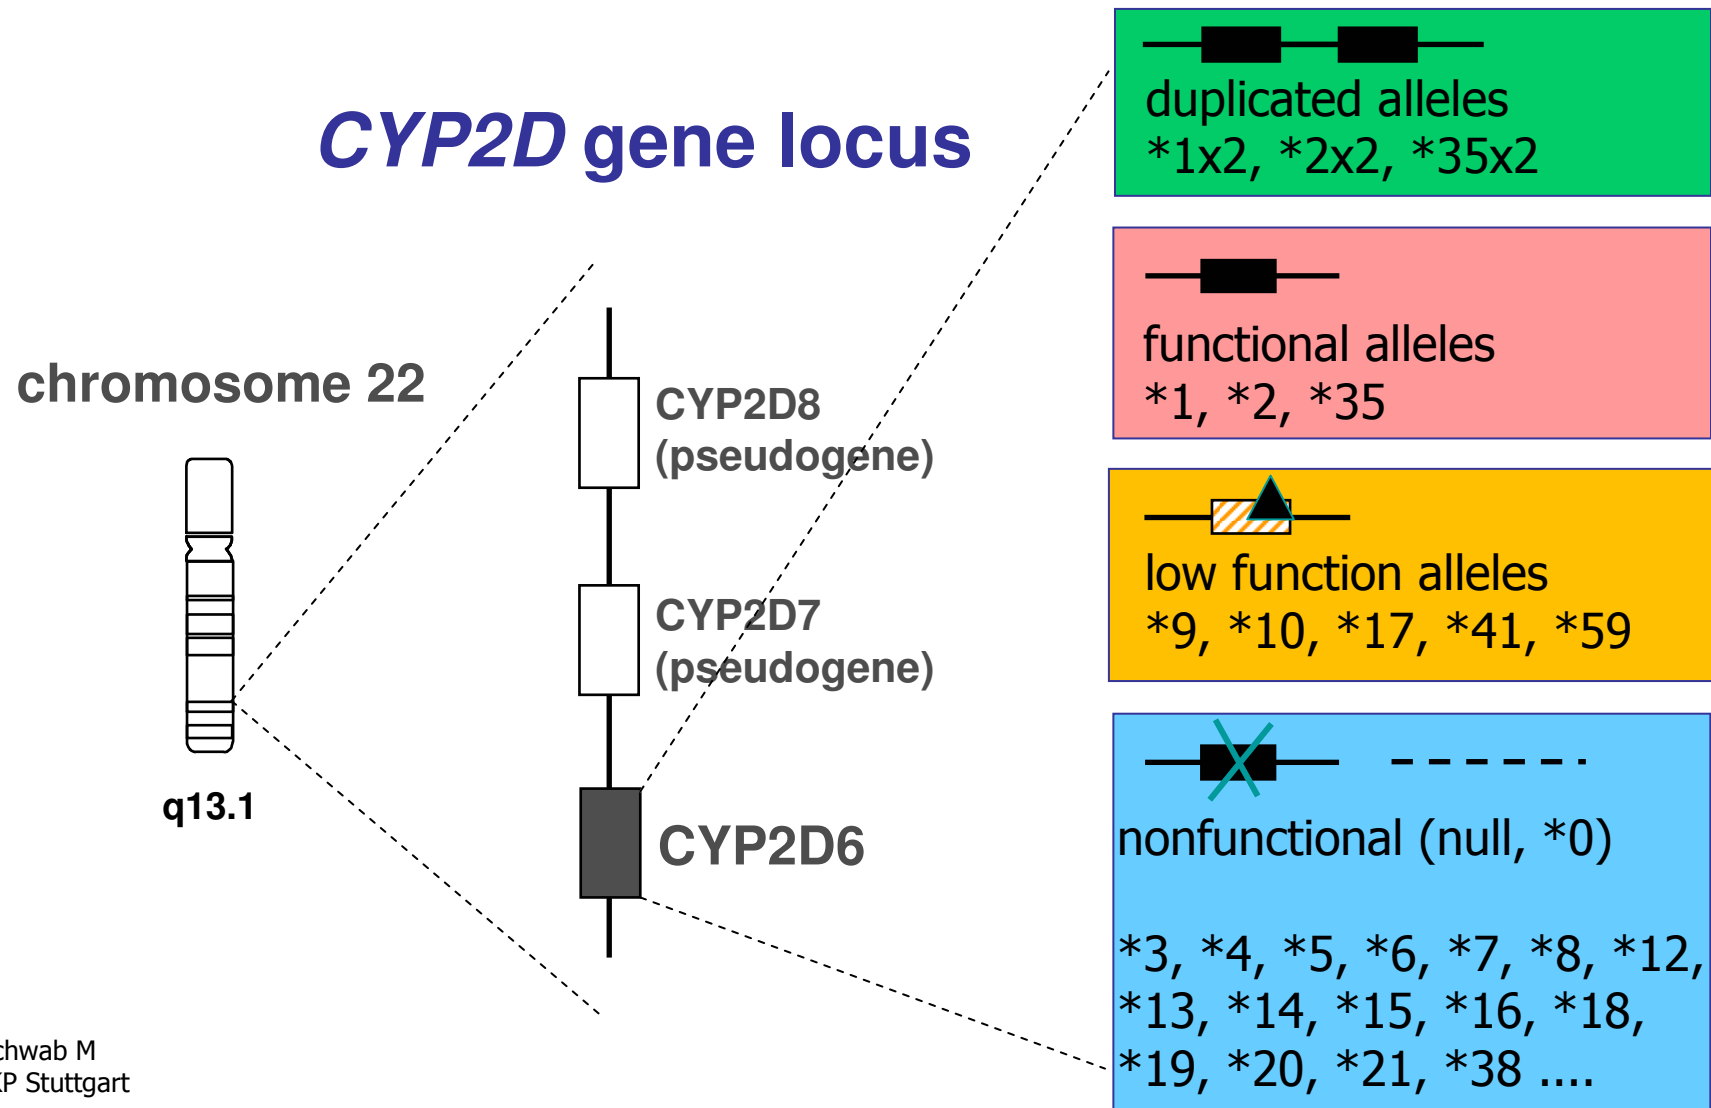 CYP2D gene locus
chromosome 22
q13.1
CYP2D8
(pseudogene)
CYP2D7
(pseudogene)
CYP2D6
duplicated alleles
*1x2, *2x2, *35x2
functional alleles
*1, *2, *35
low function alleles
*9, *10, *17, *41, *59
nonfunctional (null, *0)
*3, *4, *5, *6, *7, *8, *12,
*13, *14, *15, *16, *18,
*19, *20, *21, *38 ....
chwab M
P Stuttgart